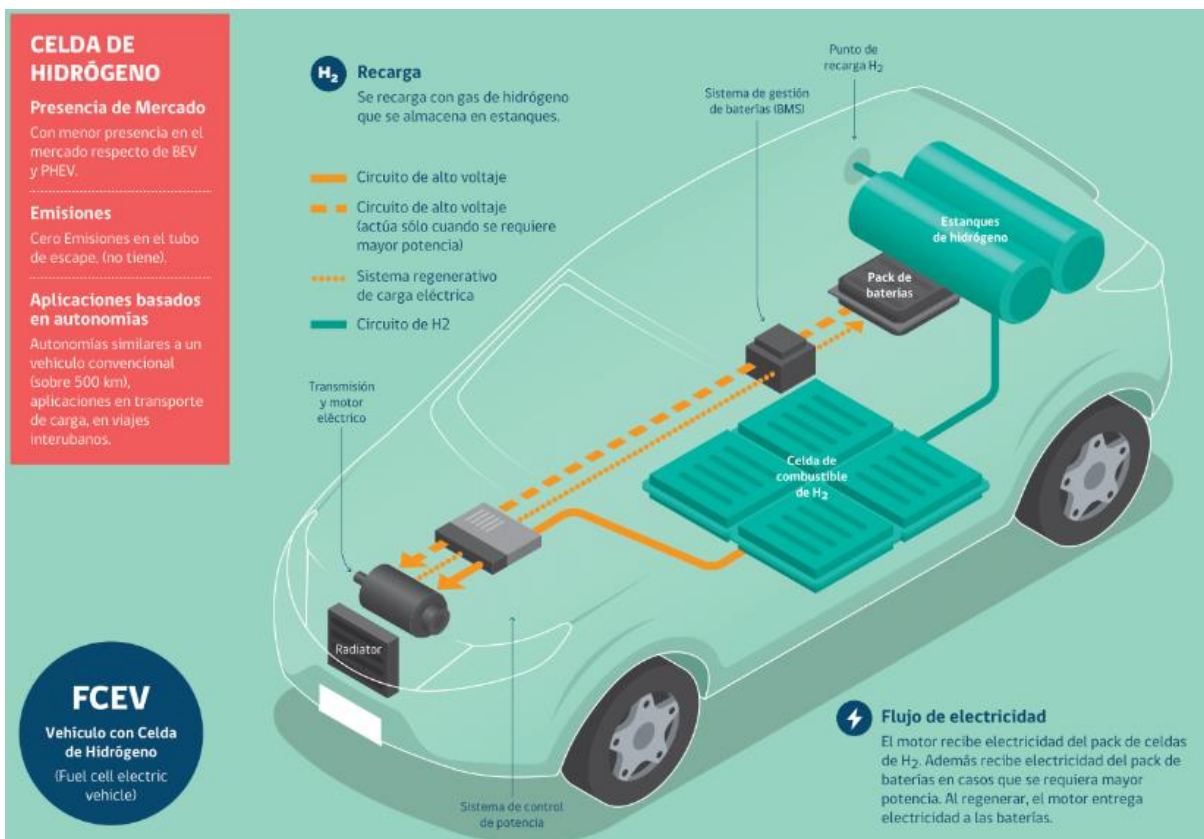 CELDA DE
HIDRÓGENO
Presencia de Mercado
Con menor presencia en el
mercado respecto de BEV
y PHEV.
Emisiones
Cero Emisiones en el tubo
de escape, (no tiene).
Aplicaciones basados
en autonomías
Autonomías similares a un
vehículo convencional
(sobre 500 km),
aplicaciones en transporte
de carga, en viajes
interubanos.
H2 Recarga
Se recarga con gas de hidrógeno
que se almacena en estanques.
Circuito de alto voltaje
Circuito de alto voltaje
(actúa sólo cuando se requiere
mayor potencia)
Sistema regenerativo
de carga eléctrica
Circuito de H2
Punto de
recarga H2
Sistema de gestión
de baterías (BMS)
Estanques
de hidrógeno
Pack de
baterías
Celda de
combustible
de H2
Transmisión
y motor
eléctrico
Radiator
Sistema de control
de potencia
FCEV
Vehículo con Celda
de Hidrógeno
(Fuel cell electric
vehicle)
Flujo de electricidad
El motor recibe electricidad del pack de celdas
de H2. Además recibe electricidad del pack de
baterías en casos que se requiera mayor
potencia. Al regenerar, el motor entrega
electricidad a las baterías.